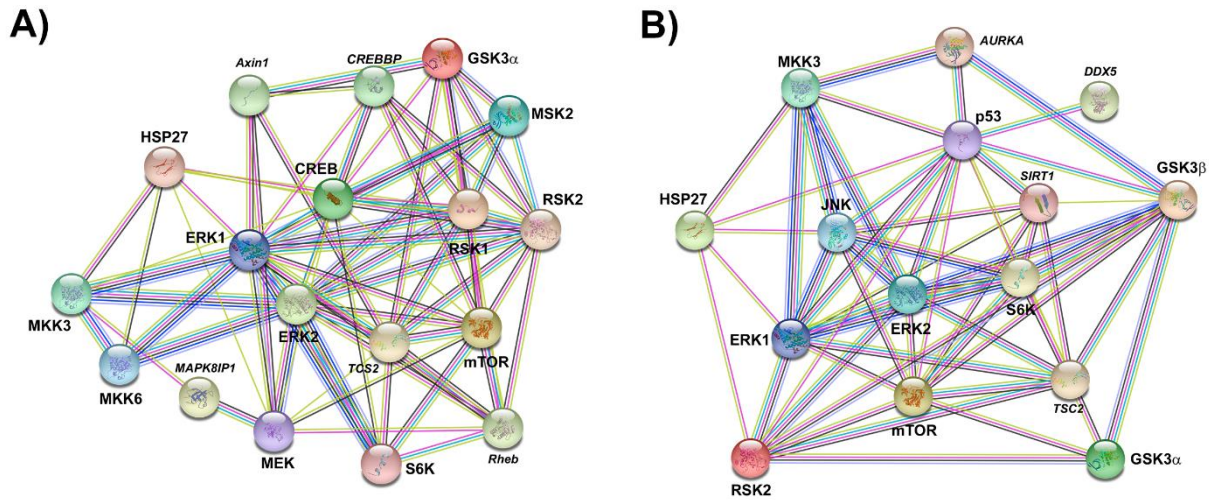 A)
Axin1
CREBBP
GSK3α
MSK2
HSP27
CREB
RSK2
ERK1
RSK1
MKK3
ERK2
TCS2
mTOR
MAPK8IP1
MKK6
MEK
S6K
Rheb
B)
AURKA
MKK3
DDX5
p53
GSK3β
SIRT1
HSP27
JNK
S6K
ERK1
ERK2
mTOR
TSC2
RSK2
GSK3α